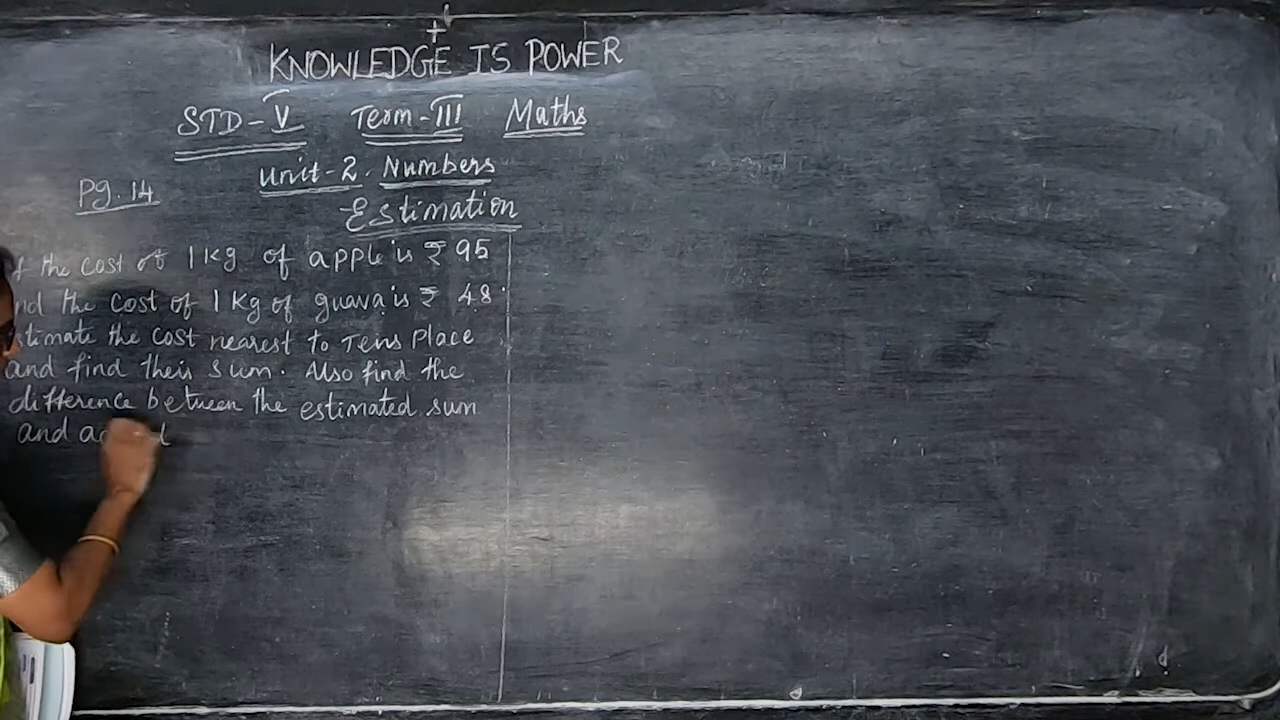 KNOWLEDGE IS POWER
STD-V Term-III Maths
Unit-2. Numbers
Pg. 14
Estimation
f the cost of 1 kg of apple is ₹ 95
nd the cost of 1 kg of guava is ₹ 48.
timate the cost nearest to Tens Place
and find their sum. Also find the
difference between the estimated sum
and